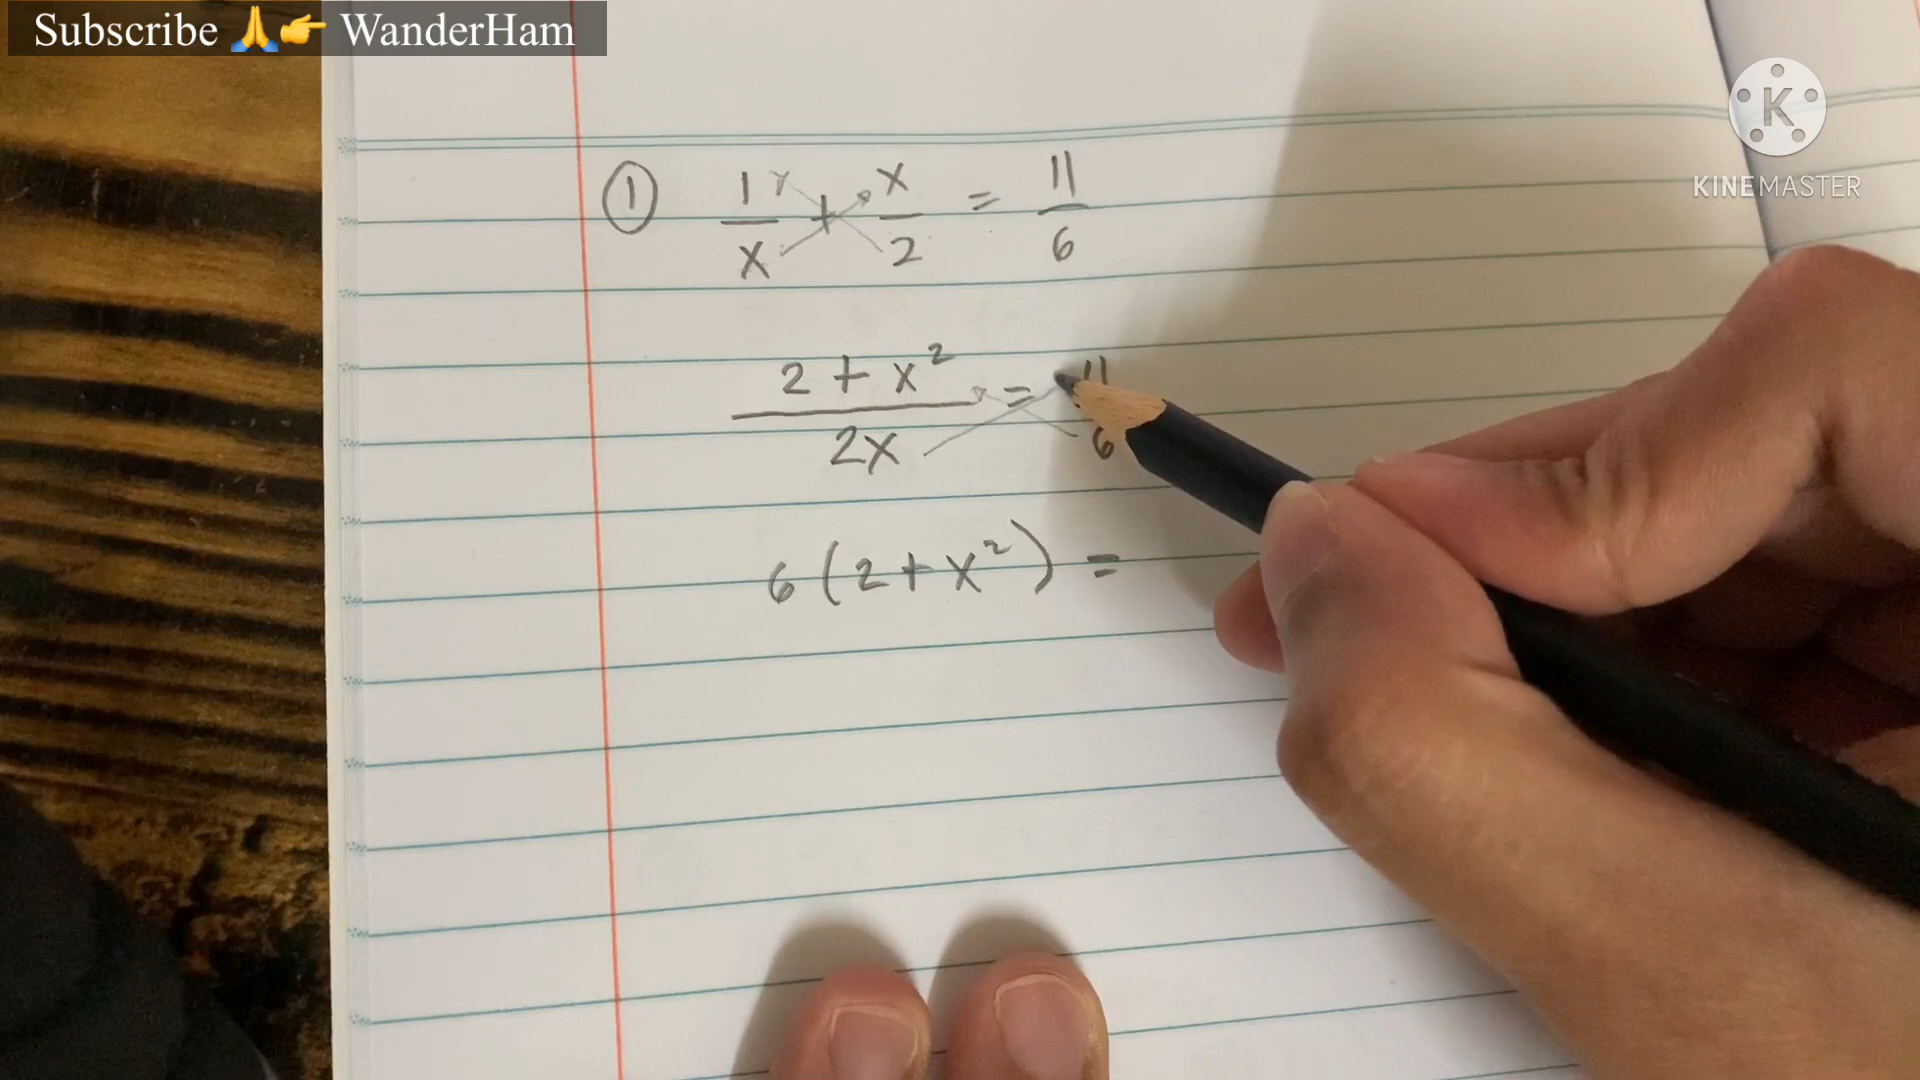 Subscribe 🙏👉 WanderHam
KINEMASTER
① 1/x + x/2 = 11/6
2 + x² / 2x = 11/6
6(2+x²) =